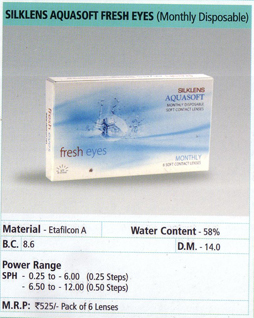 SILKLENS AQUASOFT FRESH EYES (Monthly Disposable)
SILKLENS
AQUASOFT
MONTHLY DISPOSABLE
SOFT CONTACT LENSES
fresh eyes
fresh eyes
MONTHLY
6 SOFT CONTACT LENSES
Material - Etafilcon A Water Content - 58%
B.C. 8.6 D.M. - 14.0
Power Range
SPH - 0.25 to - 6.00 (0.25 Steps)
- 6.50 to - 12.00 (0.50 Steps)
M.R.P: ₹525/- Pack of 6 Lenses